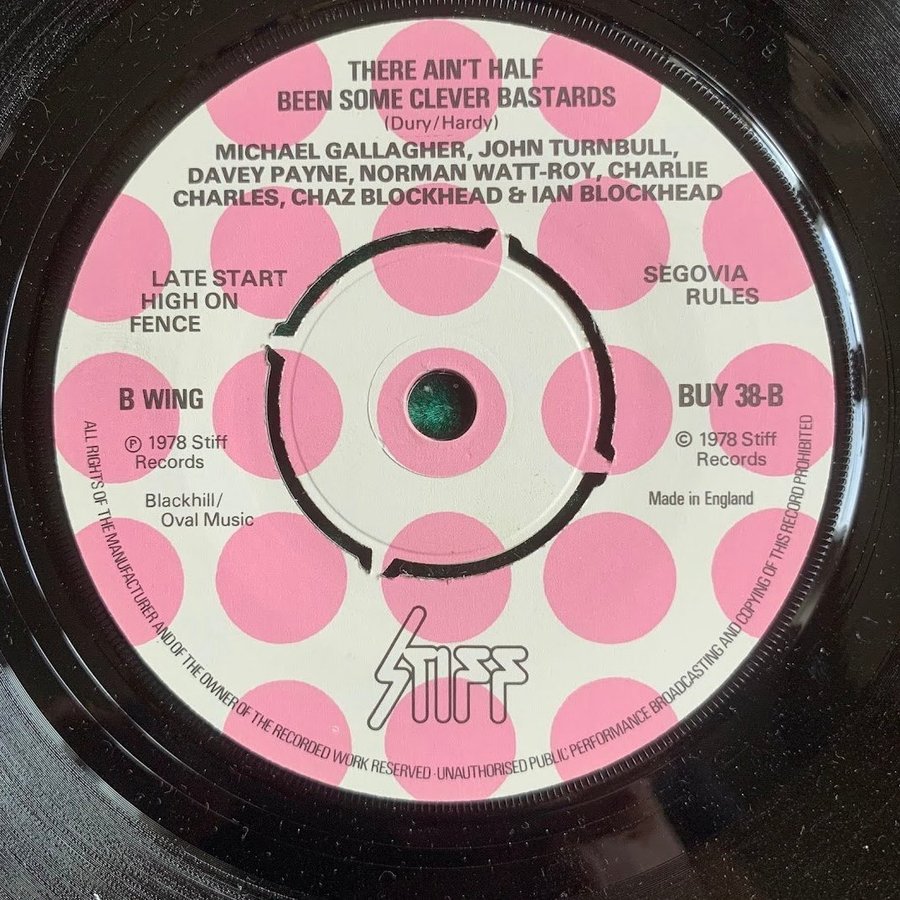 THERE AIN'T HALF
BEEN SOME CLEVER BASTARDS
(Dury/Hardy)
MICHAEL GALLAGHER, JOHN TURNBULL,
DAVEY PAYNE, NORMAN WATT-ROY, CHARLIE
CHARLES, CHAZ BLOCKHEAD & IAN BLOCKHEAD
LATE START
HIGH ON
FENCE
SEGOVIA
RULES
B WING
BUY 38-B
Ⓟ 1978 Stiff
Records
© 1978 Stiff
Records
Blackhill/
Oval Music
Made in England
STIFF
ALL RIGHTS OF THE MANUFACTURER AND OF THE OWNER OF THE RECORDED WORK RESERVED · UNAUTHORISED PUBLIC PERFORMANCE BROADCASTING AND COPYING OF THIS RECORD PROHIBITED